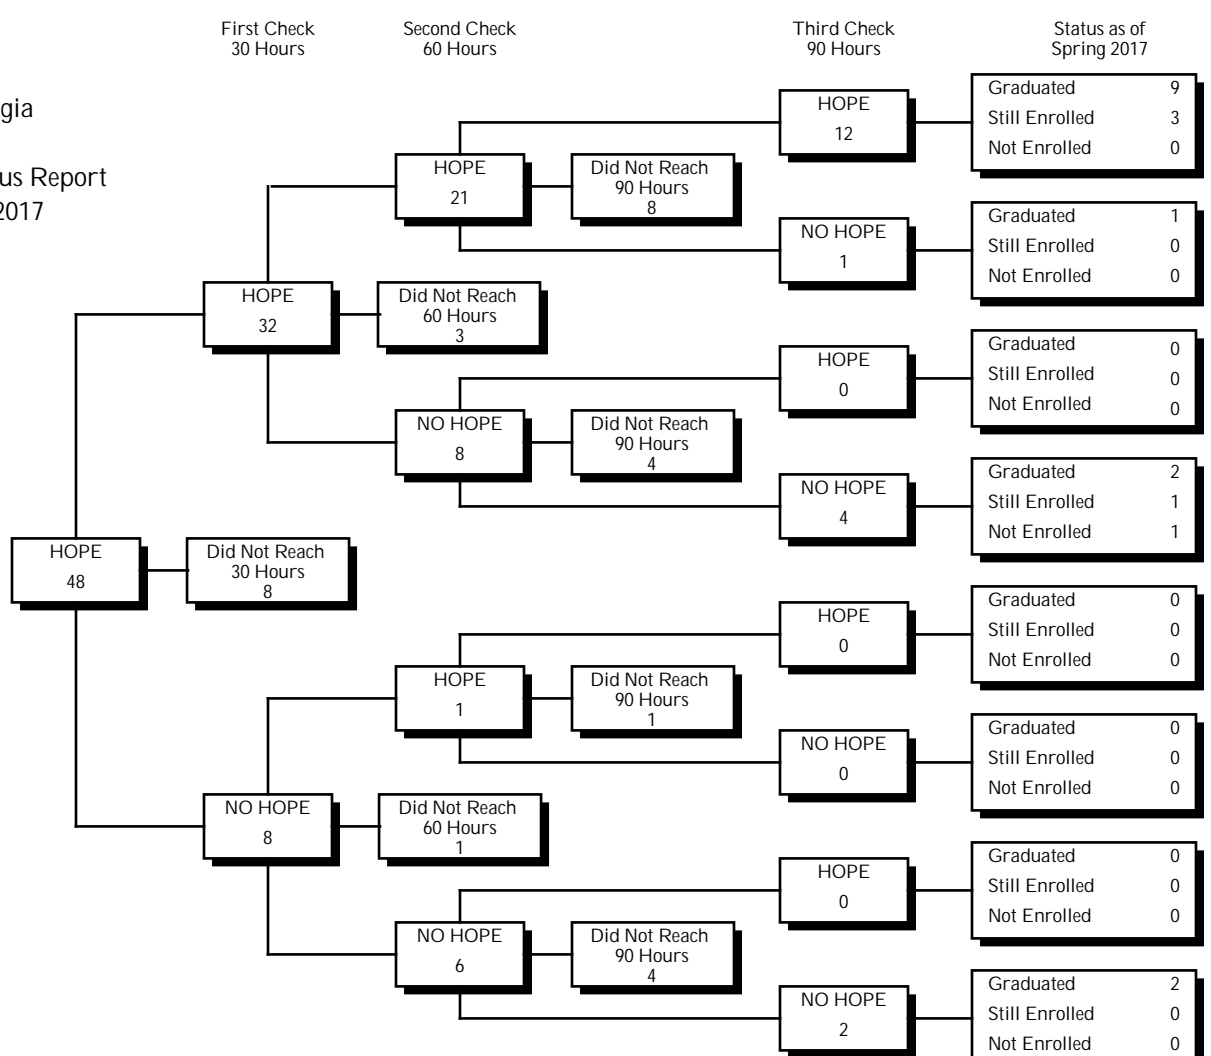 First Check
30 Hours
Second Check
60 Hours
Third Check
90 Hours
Status as of
Spring 2017
gia
us Report
2017
HOPE
48
Did Not Reach
30 Hours
8
HOPE
32
Did Not Reach
60 Hours
3
HOPE
21
Did Not Reach
90 Hours
8
HOPE
12
Graduated 9
Still Enrolled 3
Not Enrolled 0
NO HOPE
1
Graduated 1
Still Enrolled 0
Not Enrolled 0
NO HOPE
8
Did Not Reach
90 Hours
4
HOPE
0
Graduated 0
Still Enrolled 0
Not Enrolled 0
NO HOPE
4
Graduated 2
Still Enrolled 1
Not Enrolled 1
NO HOPE
8
Did Not Reach
60 Hours
1
HOPE
1
Did Not Reach
90 Hours
1
HOPE
0
Graduated 0
Still Enrolled 0
Not Enrolled 0
NO HOPE
0
Graduated 0
Still Enrolled 0
Not Enrolled 0
NO HOPE
6
Did Not Reach
90 Hours
4
HOPE
0
Graduated 0
Still Enrolled 0
Not Enrolled 0
NO HOPE
2
Graduated 2
Still Enrolled 0
Not Enrolled 0